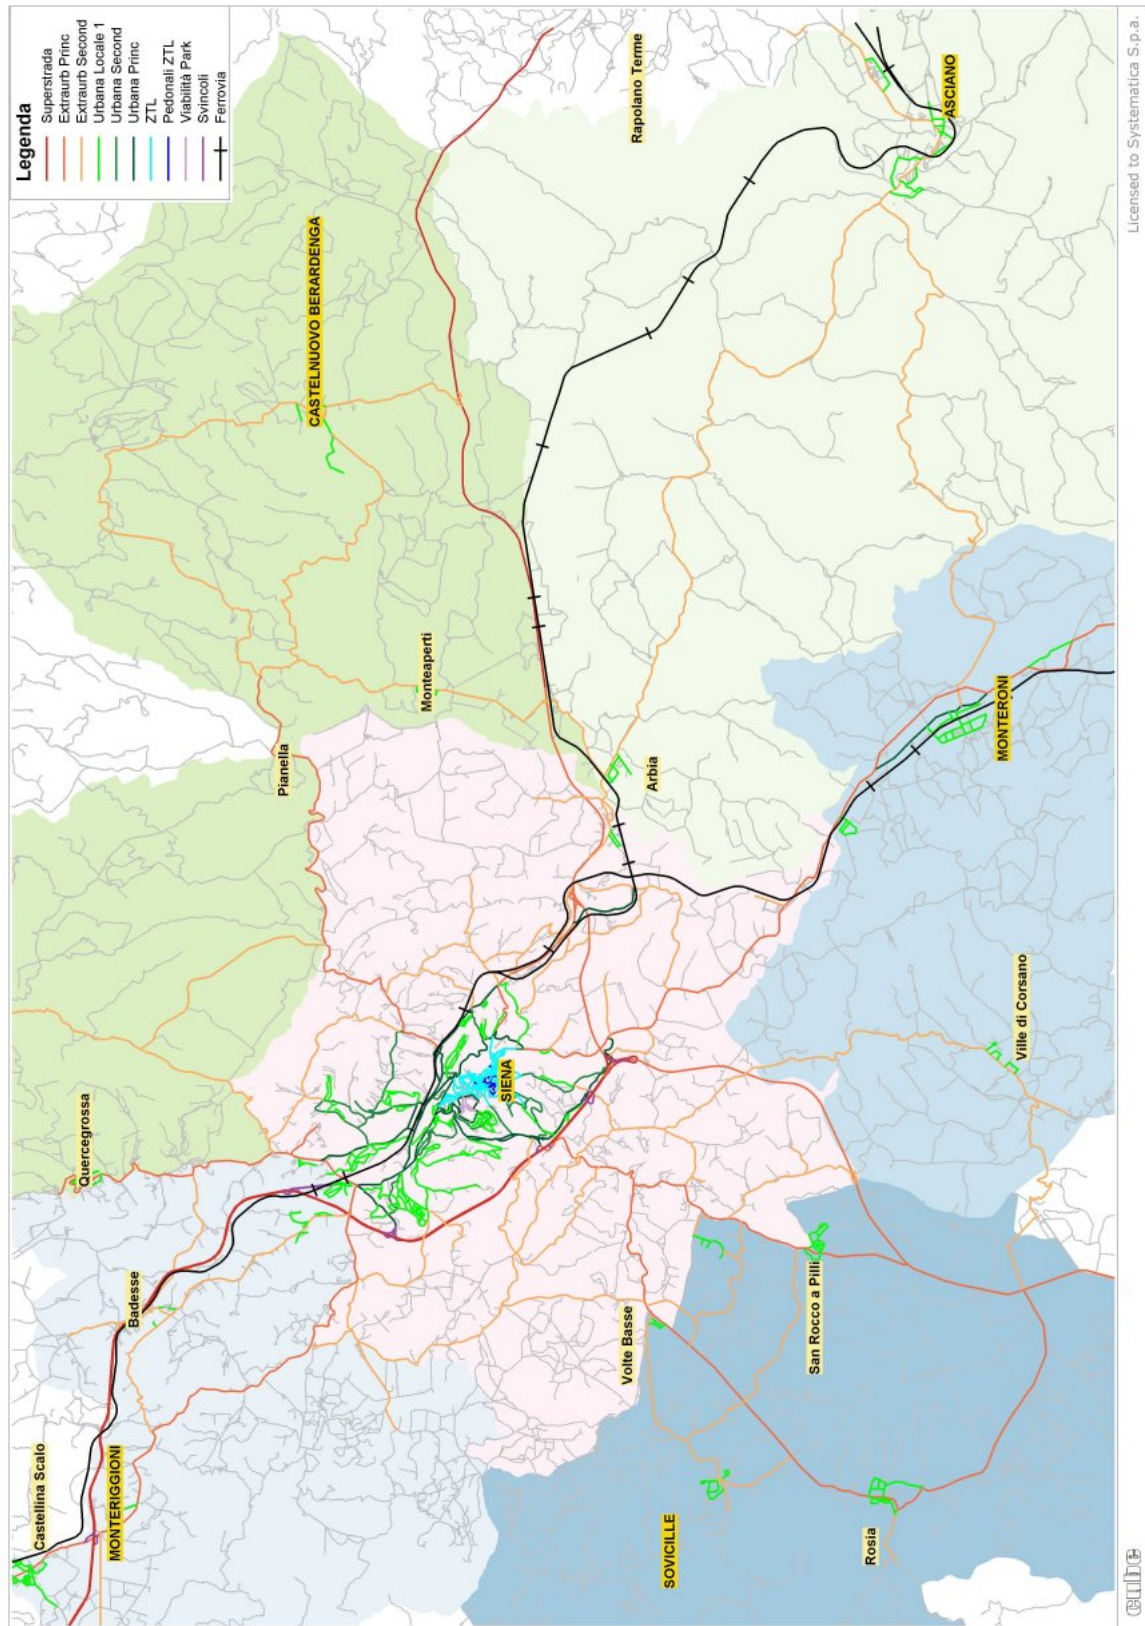 Legenda
Superstrada
Extraurb Princ
Extraurb Second
Urbana Locale 1
Urbana Second
Urbana Princ
ZTL
Pedonali ZTL
Viabilità Park
Svincoli
Ferrovia
Castellina Scalo
MONTERIGGIONI
Badesse
Quercegrossa
Pianella
CASTELNUOVO BERARDENGA
Monteaperti
Rapolano Terme
SIENA
Arbia
ASCIANO
Volte Basse
SOVICILLE
San Rocco a Pilli
Rosia
Ville di Corsano
MONTERONI
cube
Licensed to Systematica S.p.a.